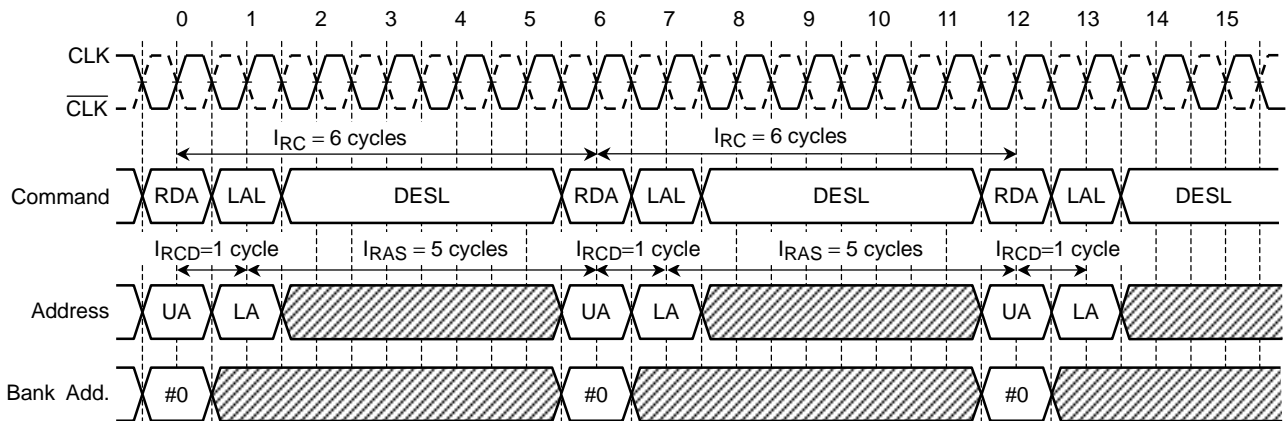 0 1 2 3 4 5 6 7 8 9 10 11 12 13 14 15
CLK
CLK
IRC = 6 cycles IRC = 6 cycles
Command RDA LAL DESL RDA LAL DESL RDA LAL DESL
IRCD=1 cycle IRAS = 5 cycles IRCD=1 cycle IRAS = 5 cycles IRCD=1 cycle
Address UA LA UA LA UA LA
Bank Add. #0 #0 #0